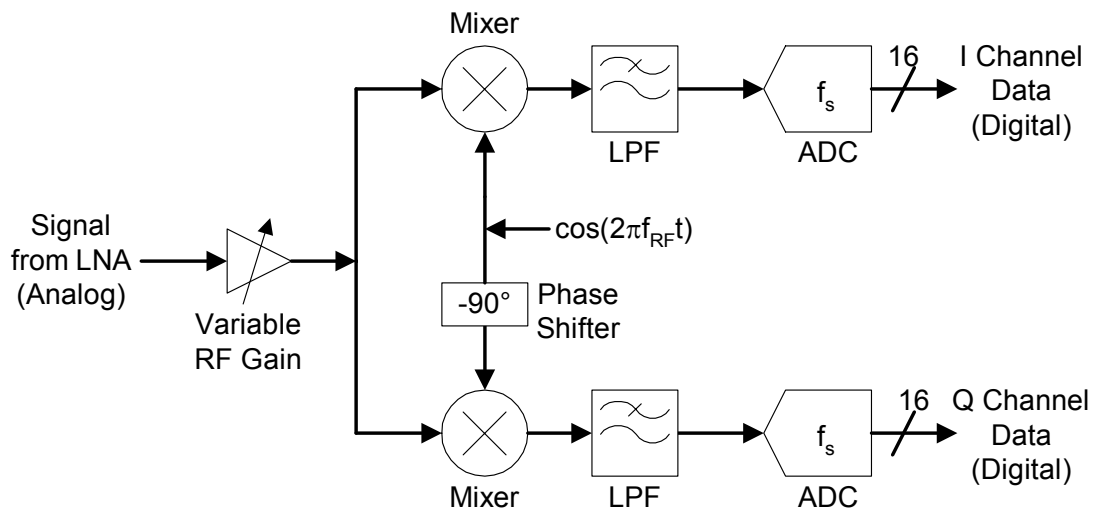 Mixer
16
I Channel
Data
(Digital)
f_s
LPF
ADC
Signal
from LNA
(Analog)
cos(2πf_RFt)
-90°
Phase
Shifter
Variable
RF Gain
16
Q Channel
Data
(Digital)
f_s
Mixer
LPF
ADC